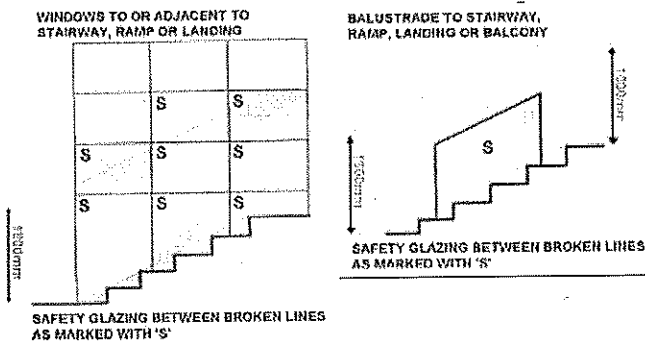 WINDOWS TO OR ADJACENT TO
STAIRWAY, RAMP OR LANDING
S
S
S
S
S
S
S
S
SAFETY GLAZING BETWEEN BROKEN LINES
AS MARKED WITH 'S'
BALUSTRADE TO STAIRWAY,
RAMP, LANDING OR BALCONY
S
SAFETY GLAZING BETWEEN BROKEN LINES
AS MARKED WITH 'S'